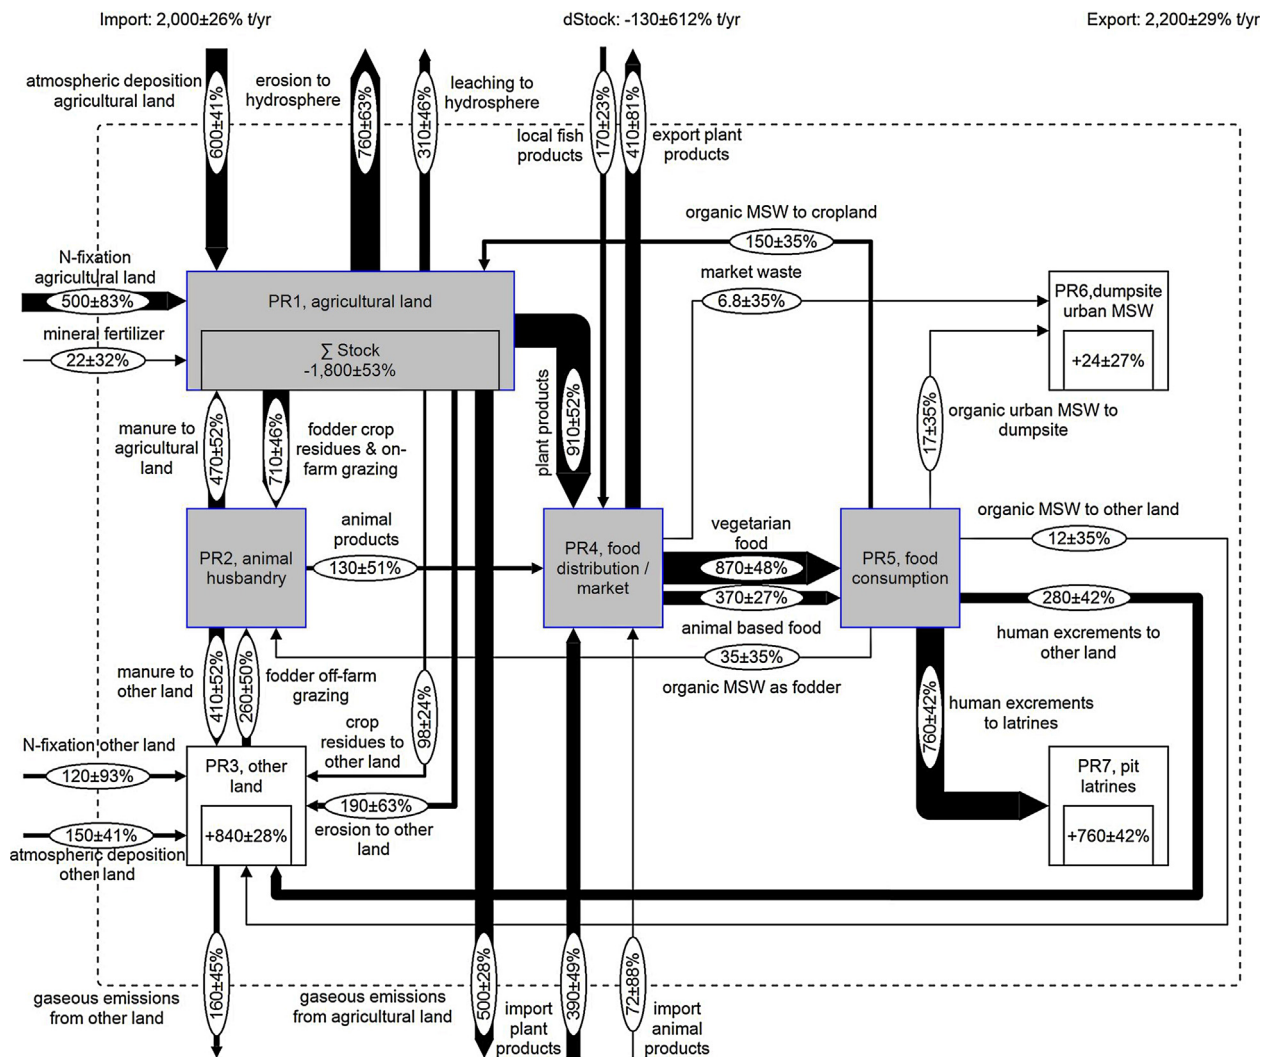 Import: 2,000±26% t/yr
dStock: -130±612% t/yr
Export: 2,200±29% t/yr
atmospheric deposition
agricultural land
600±41%
erosion to
hydrosphere
760±63%
310±46%
leaching to
hydrosphere
local fish
products
170±23%
410±81%
export plant
products
organic MSW to cropland
150±35%
N-fixation
agricultural land
500±83%
mineral fertilizer
22±32%
PR1, agricultural land
∑ Stock
-1,800±53%
market waste
6.8±35%
PR6,dumpsite
urban MSW
+24±27%
plant products
910±52%
17±35%
organic urban MSW to
dumpsite
manure to
agricultural
land
470±52%
710±46%
fodder crop
residues & on-
farm grazing
PR2, animal
husbandry
animal
products
130±51%
PR4, food
distribution /
market
vegetarian
food
870±48%
370±27%
animal based food
PR5, food
consumption
organic MSW to other land
12±35%
280±42%
human excrements to
other land
35±35%
organic MSW as fodder
manure to
other land
410±52%
260±50%
fodder off-farm
grazing
98±24%
crop
residues to
other land
760±42%
human excrements
to latrines
N-fixation other land
120±93%
PR3, other
land
+840±28%
190±63%
erosion to other
land
150±41%
atmospheric deposition
other land
PR7, pit
latrines
+760±42%
gaseous emissions
from other land
160±45%
gaseous emissions
from agricultural land
500±28%
import
plant
products
390±49%
72±88%
import
animal
products